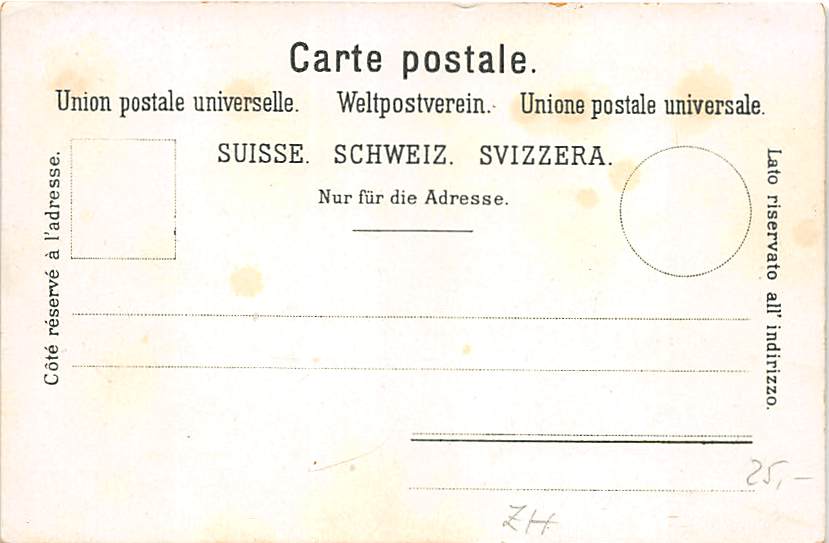 Carte postale.
Union postale universelle. Weltpostverein. Unione postale universale.
SUISSE. SCHWEIZ. SVIZZERA.
Nur für die Adresse.
Côté réservé à l'adresse.
Lato riservato all' indirizzo.
25,-
ZH